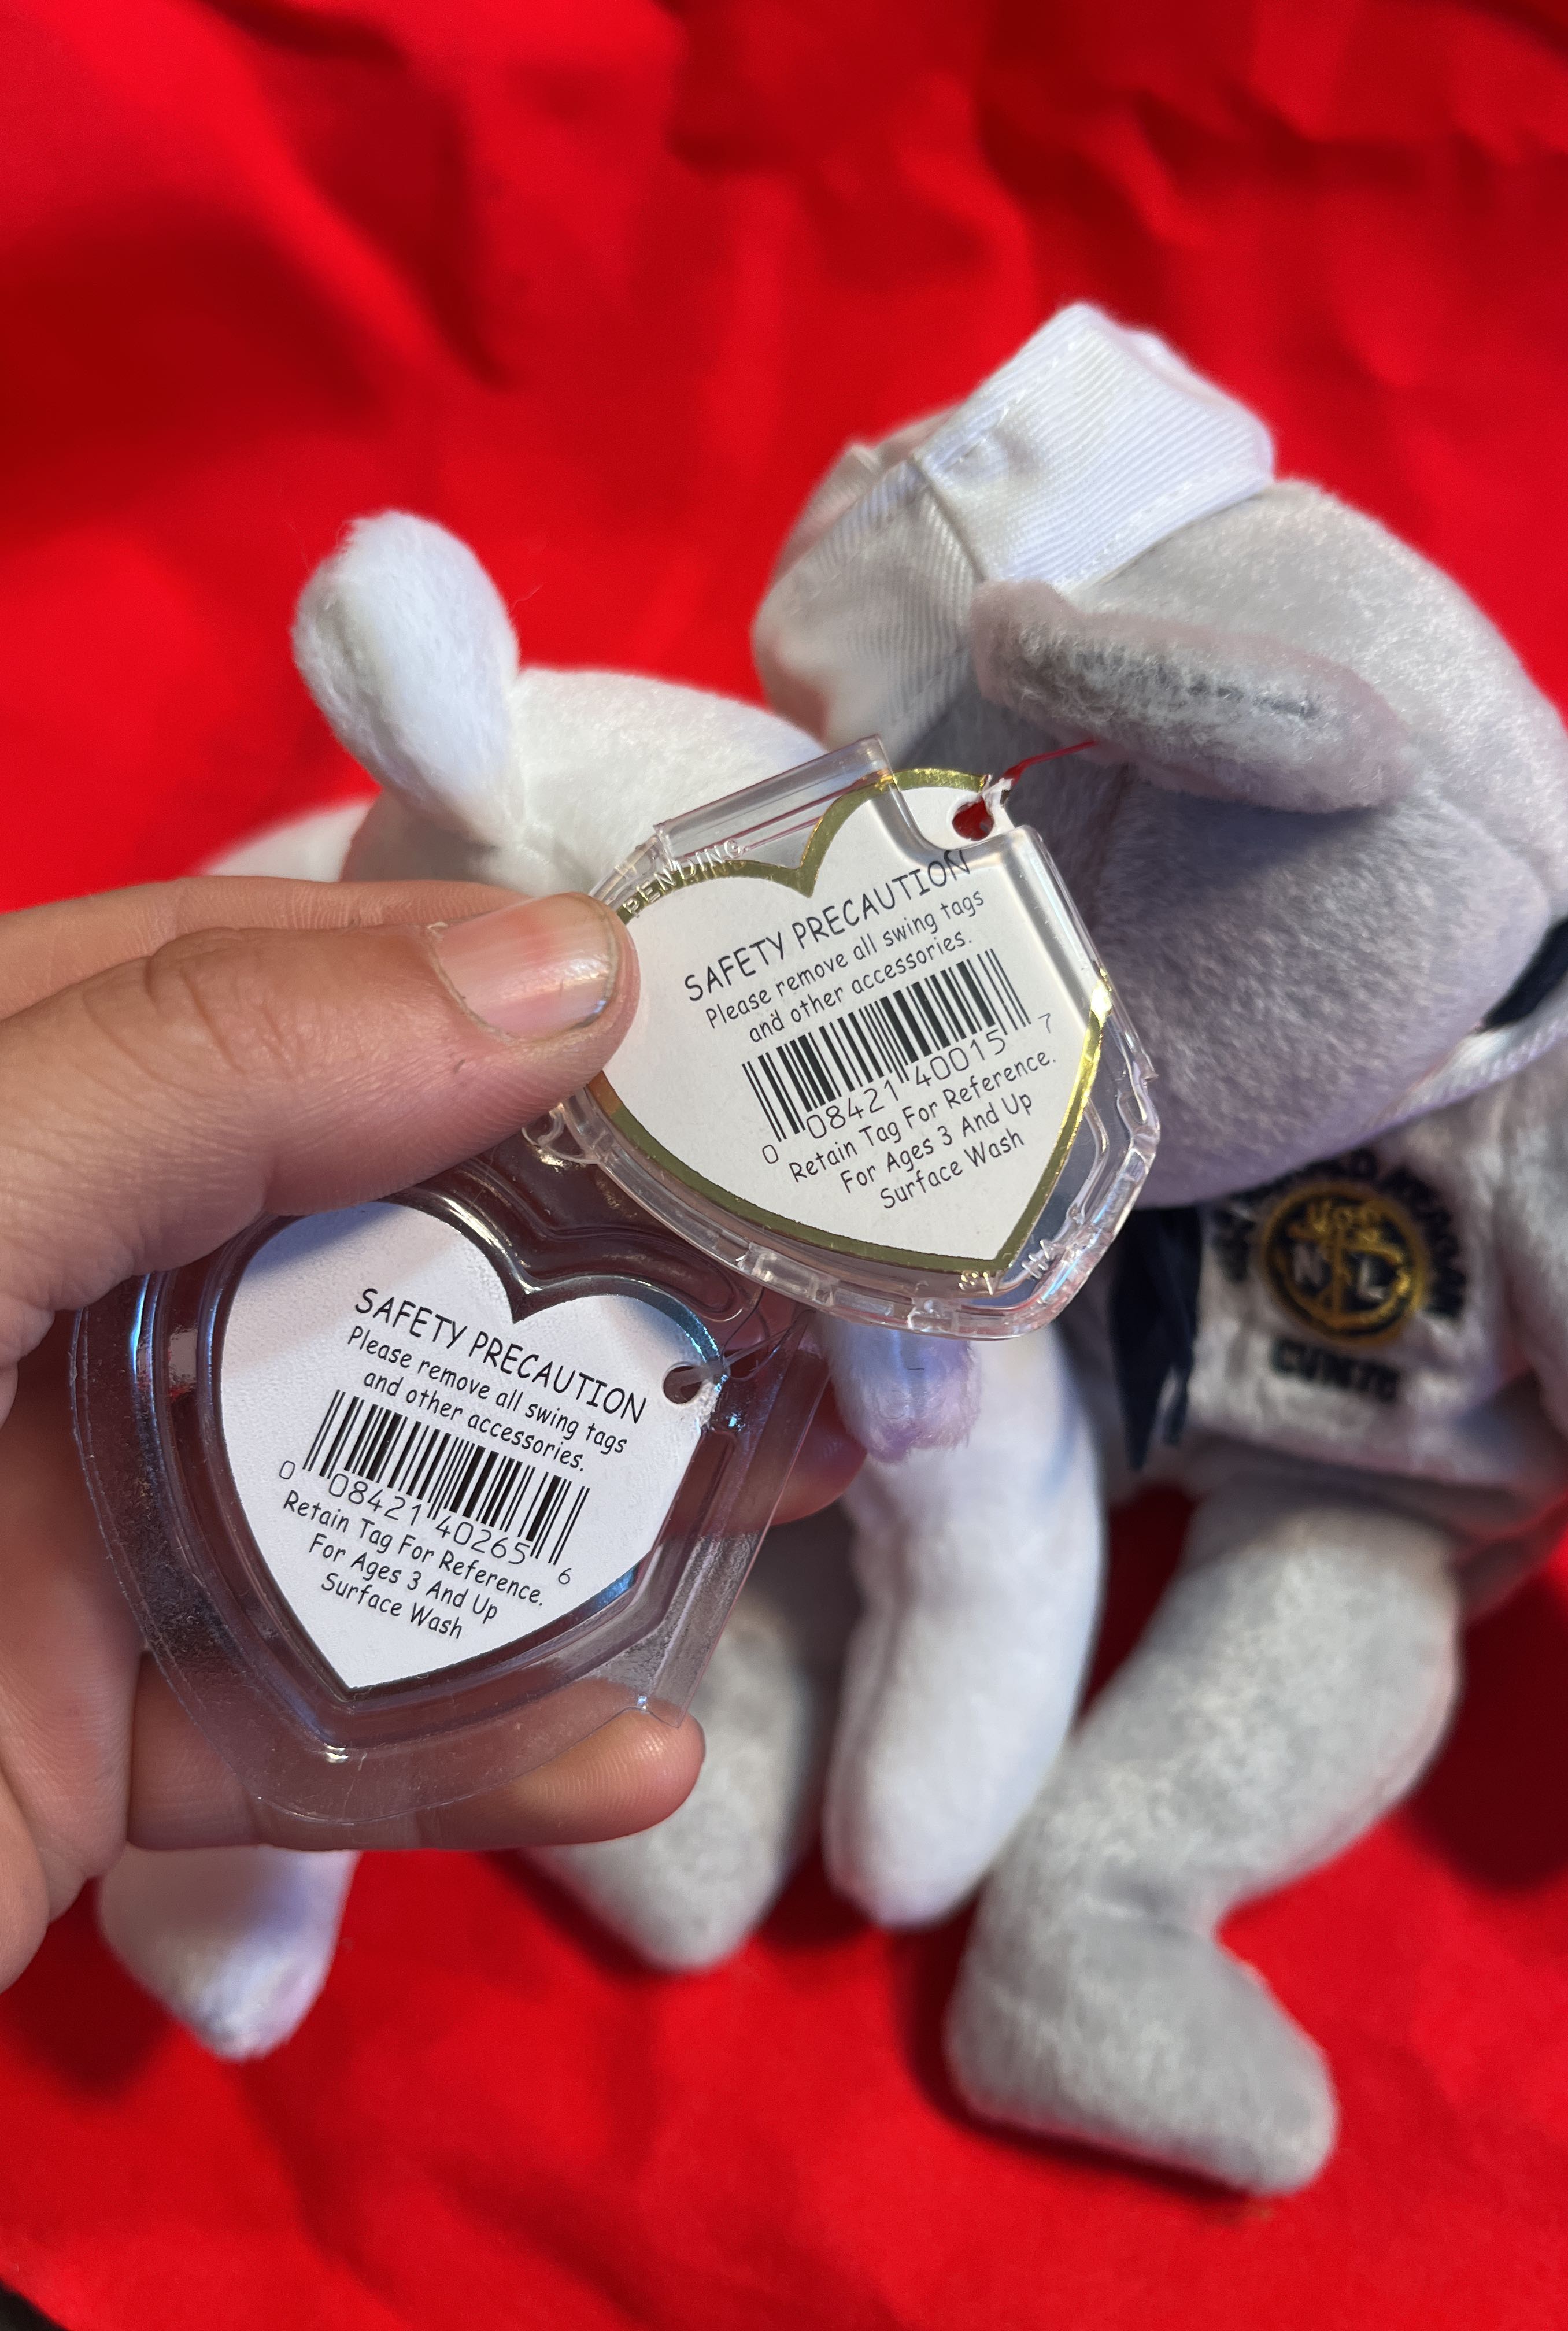 PENDING
SAFETY PRECAUTION
Please remove all swing tags
and other accessories.
0 08421 40015 7
Retain Tag For Reference.
For Ages 3 And Up
Surface Wash
SAFETY PRECAUTION
Please remove all swing tags
and other accessories.
0 08421 40265 6
Retain Tag For Reference.
For Ages 3 And Up
Surface Wash
N L